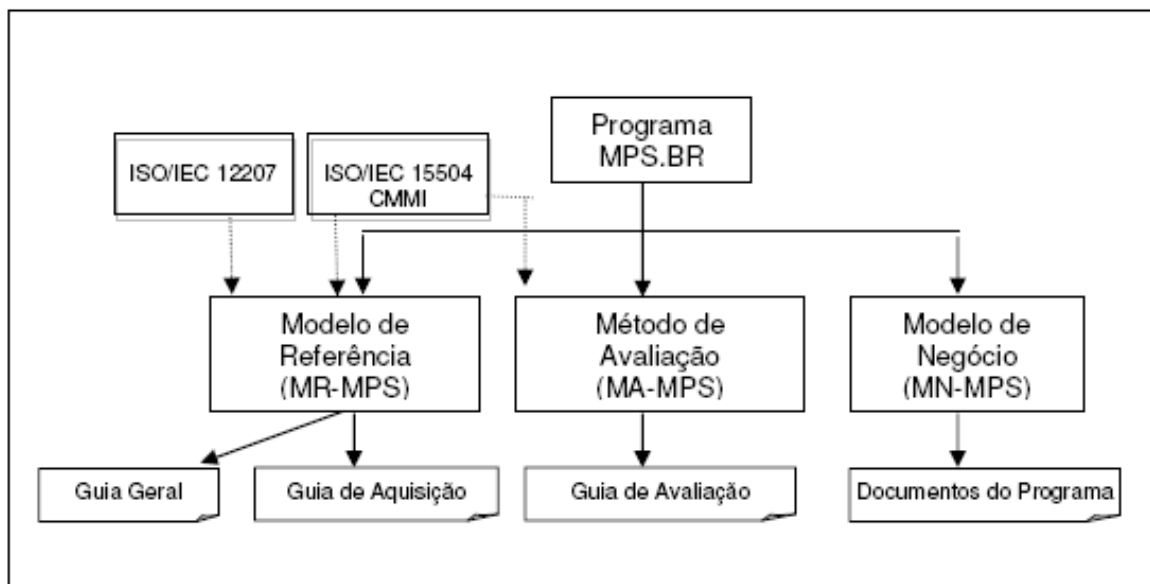 Programa
MPS.BR
ISO/IEC 12207
ISO/IEC 15504
CMMI
Modelo de
Referência
(MR-MPS)
Método de
Avaliação
(MA-MPS)
Modelo de
Negócio
(MN-MPS)
Guia Geral
Guia de Aquisição
Guia de Avaliação
Documentos do Programa